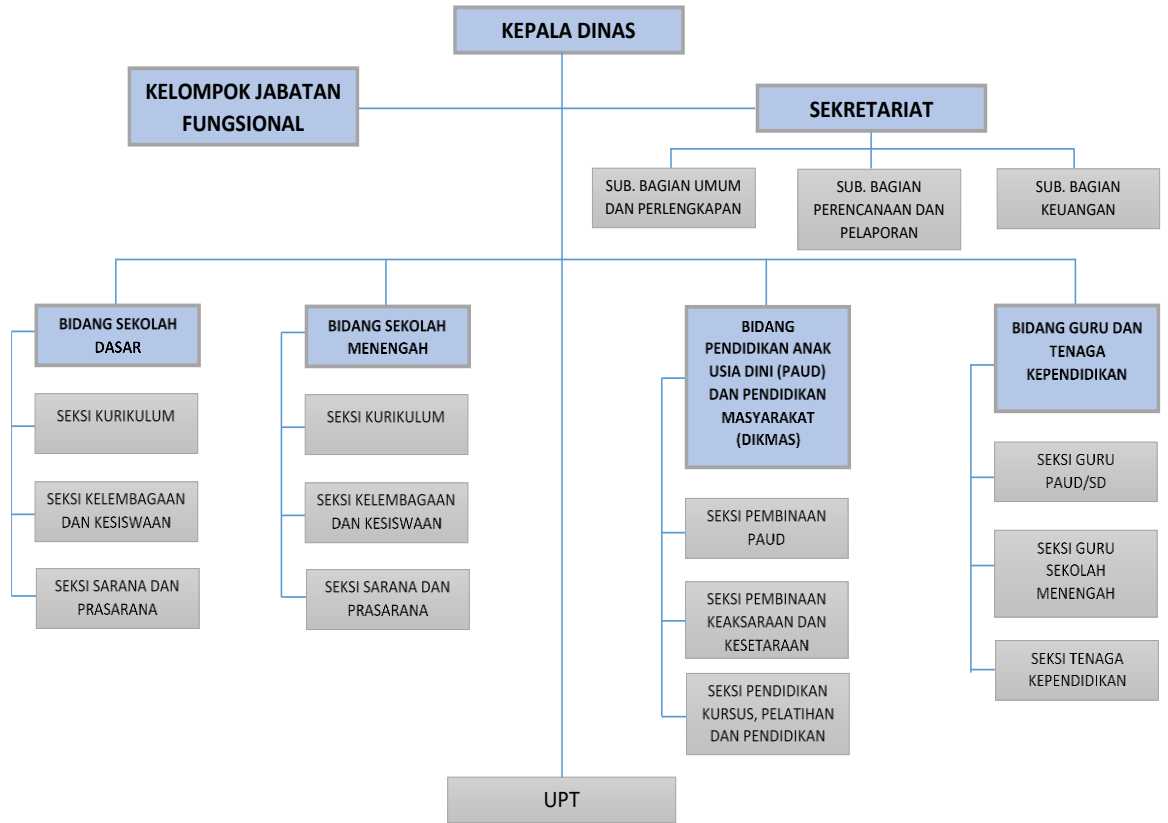 KEPALA DINAS
KELOMPOK JABATAN
FUNGSIONAL
SEKRETARIAT
SUB. BAGIAN UMUM
DAN PERLENGKAPAN
SUB. BAGIAN
PERENCANAAN DAN
PELAPORAN
SUB. BAGIAN
KEUANGAN
BIDANG SEKOLAH
DASAR
SEKSI KURIKULUM
SEKSI KELEMBAGAAN
DAN KESISWAAN
SEKSI SARANA DAN
PRASARANA
BIDANG SEKOLAH
MENENGAH
SEKSI KURIKULUM
SEKSI KELEMBAGAAN
DAN KESISWAAN
SEKSI SARANA DAN
PRASARANA
BIDANG
PENDIDIKAN ANAK
USIA DINI (PAUD)
DAN PENDIDIKAN
MASYARAKAT
(DIKMAS)
SEKSI PEMBINAAN
PAUD
SEKSI PEMBINAAN
KEAKSARAAN DAN
KESETARAAN
SEKSI PENDIDIKAN
KURSUS, PELATIHAN
DAN PENDIDIKAN
BIDANG GURU DAN
TENAGA
KEPENDIDIKAN
SEKSI GURU
PAUD/SD
SEKSI GURU
SEKOLAH
MENENGAH
SEKSI TENAGA
KEPENDIDIKAN
UPT